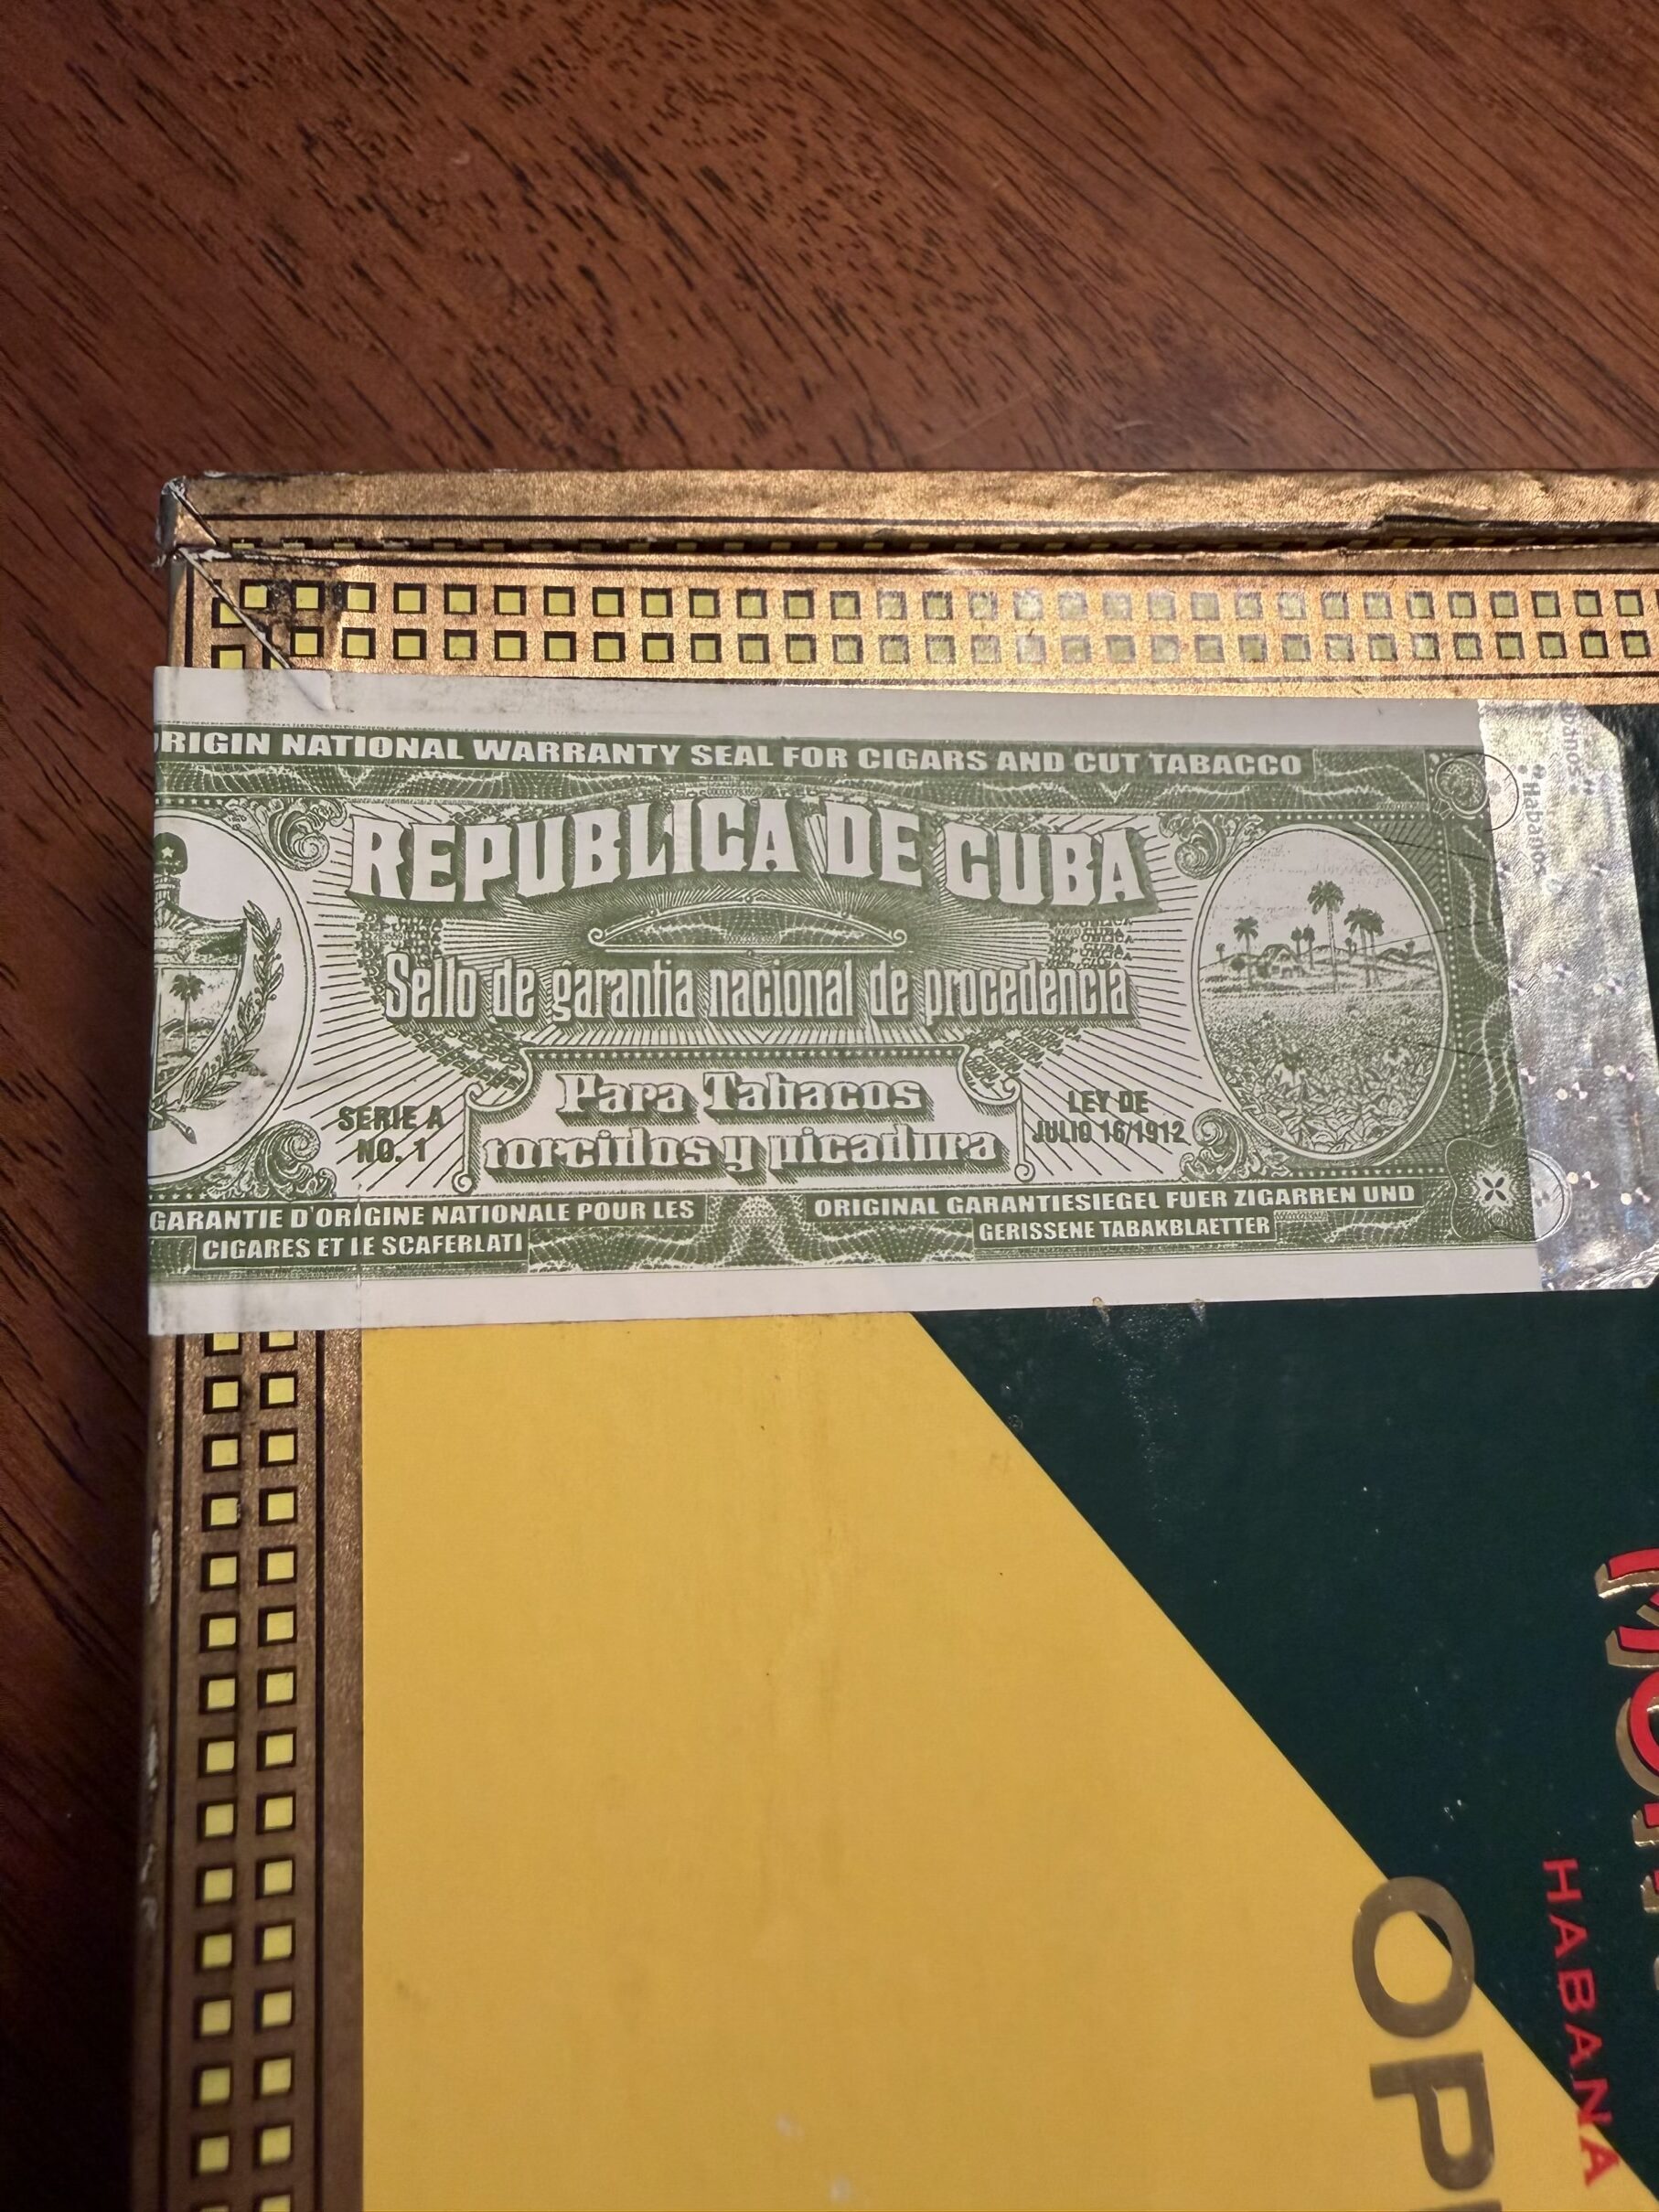 RIGIN NATIONAL WARRANTY SEAL FOR CIGARS AND CUT TABACCO
REPUBLICA DE CUBA
Sello de garantia nacional de procedencia
Para Tabacos
torcidos y picadura
SERIE A
NO. 1
LEY DE
JULIO 16/1912
GARANTIE D'ORIGINE NATIONALE POUR LES
CIGARES ET LE SCAFERLATI
ORIGINAL GARANTIESIEGEL FUER ZIGARREN UND
GERISSENE TABAKBLAETTER
Habanos
HABANA
OP